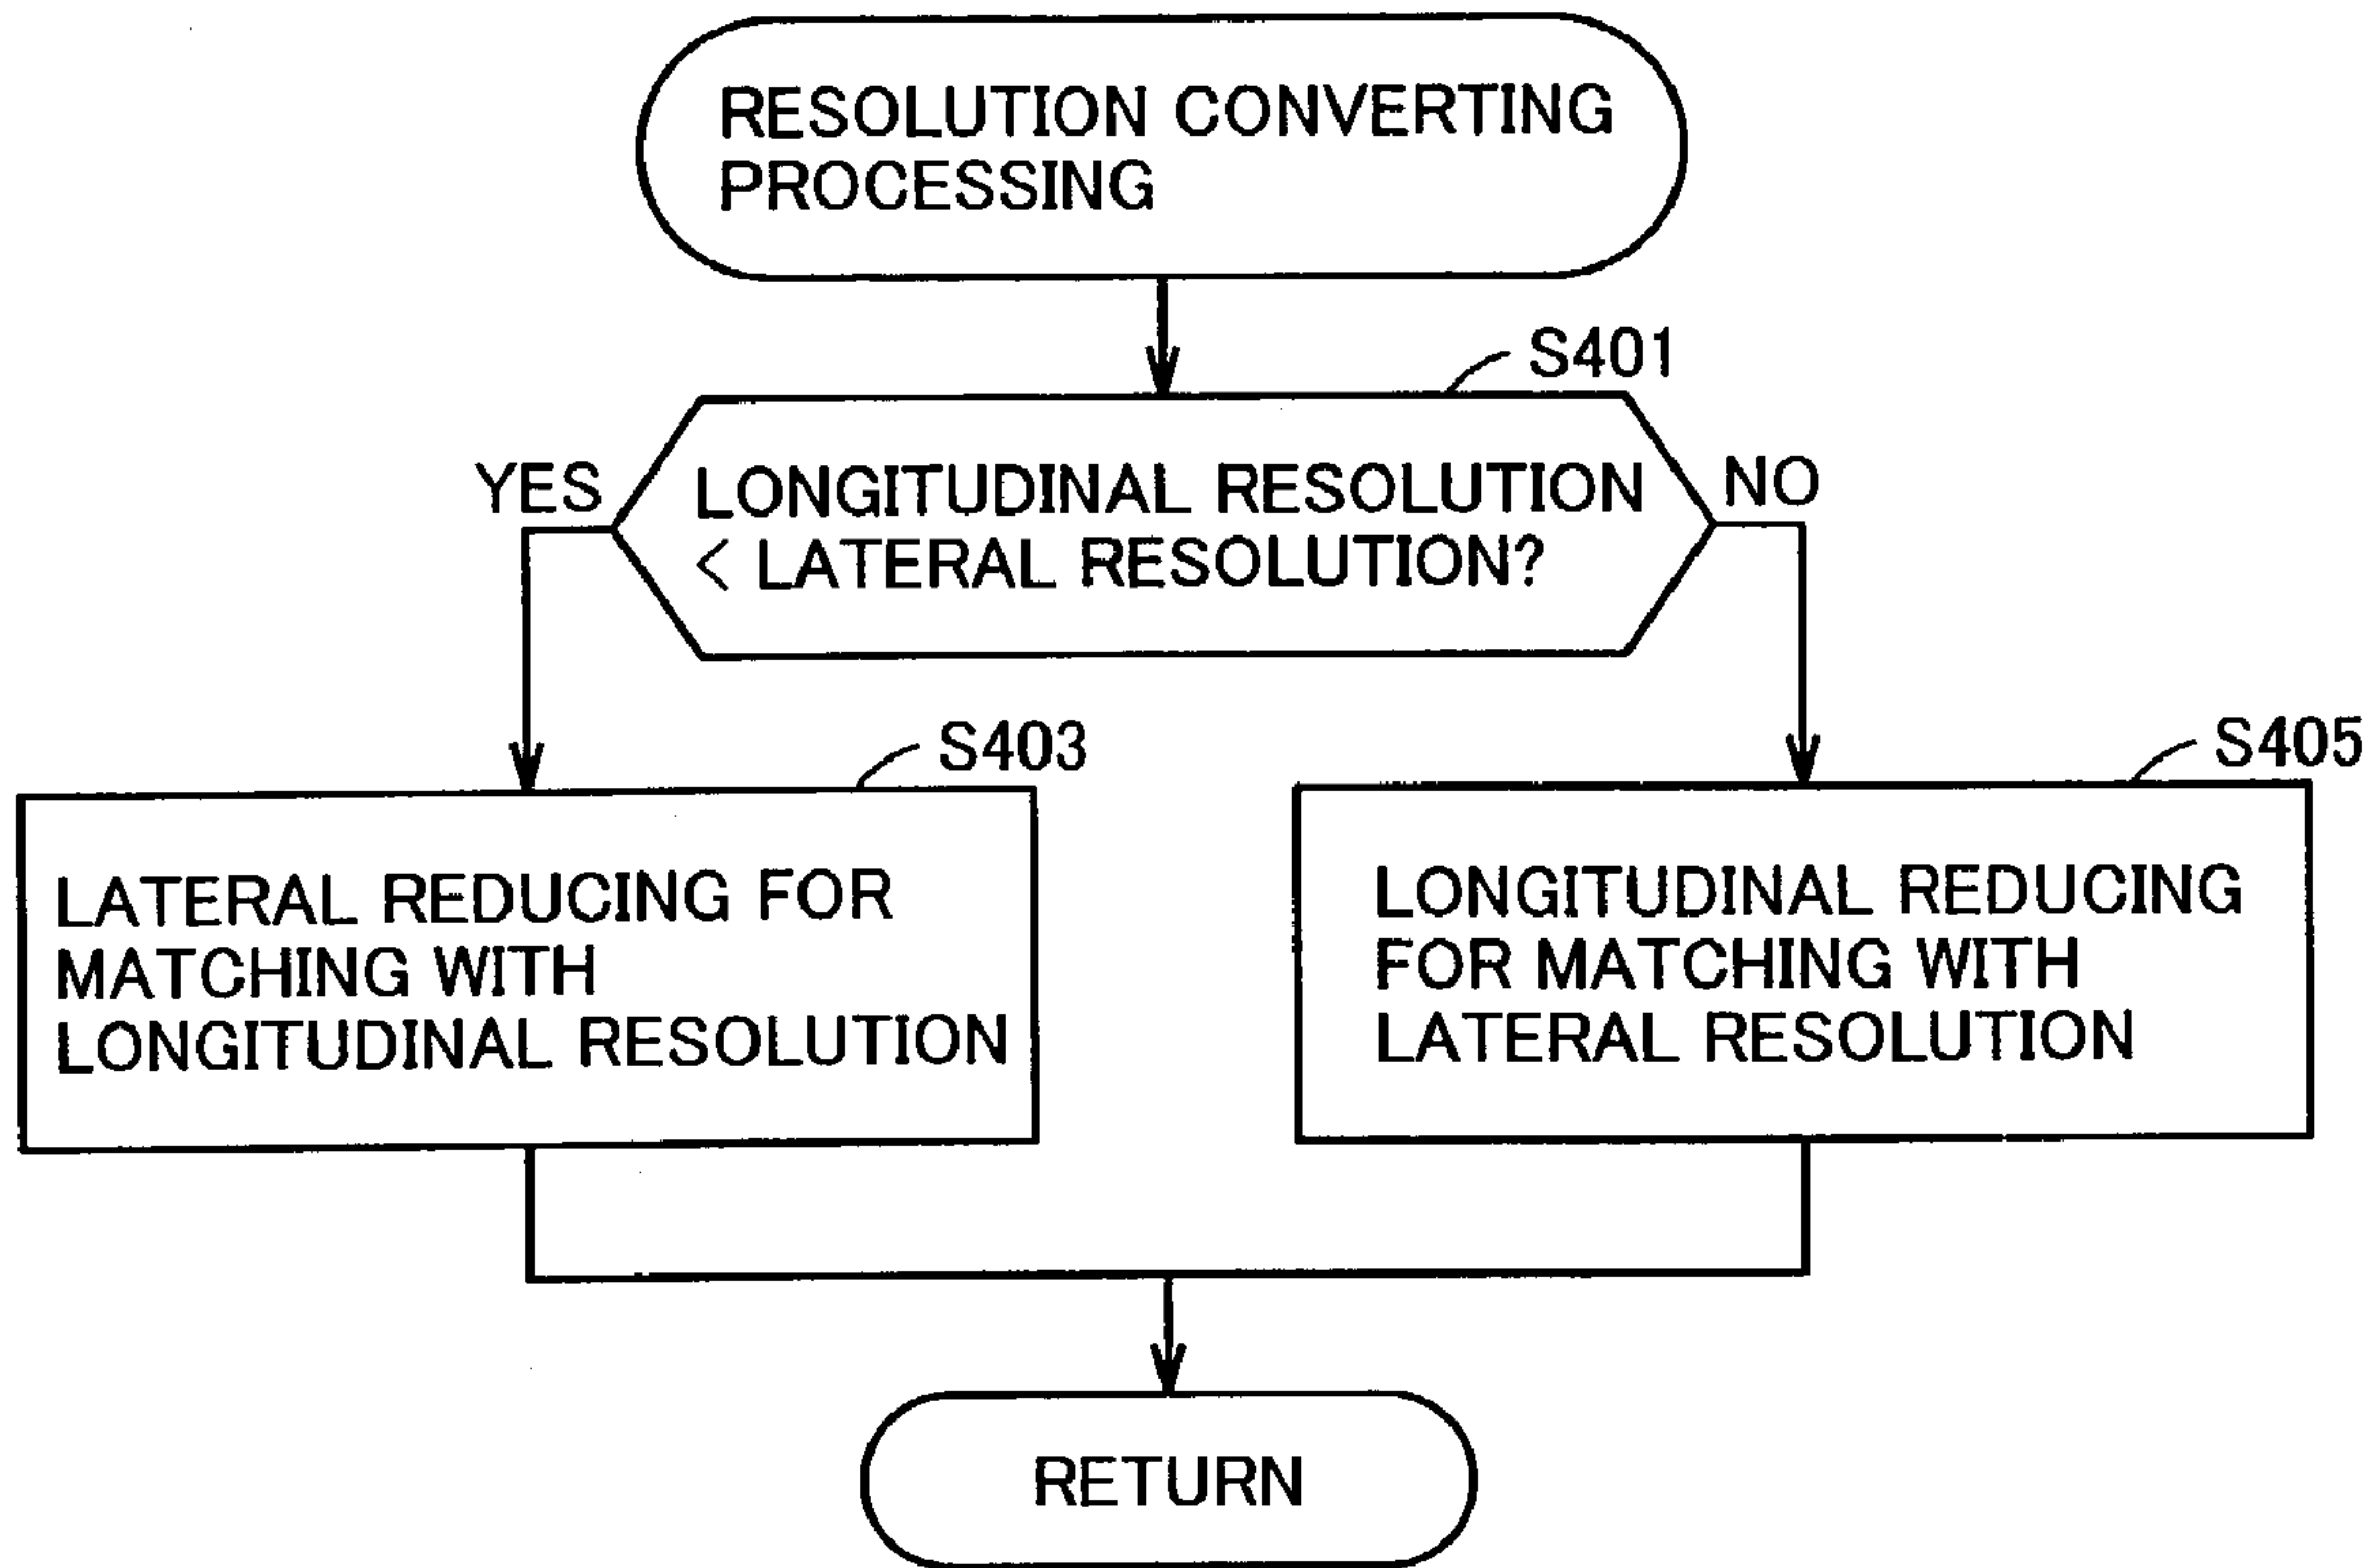 RESOLUTION CONVERTING
PROCESSING
S401
YES
LONGITUDINAL RESOLUTION
< LATERAL RESOLUTION?
NO
S403
LATERAL REDUCING FOR
MATCHING WITH
LONGITUDINAL RESOLUTION
S405
LONGITUDINAL REDUCING
FOR MATCHING WITH
LATERAL RESOLUTION
RETURN